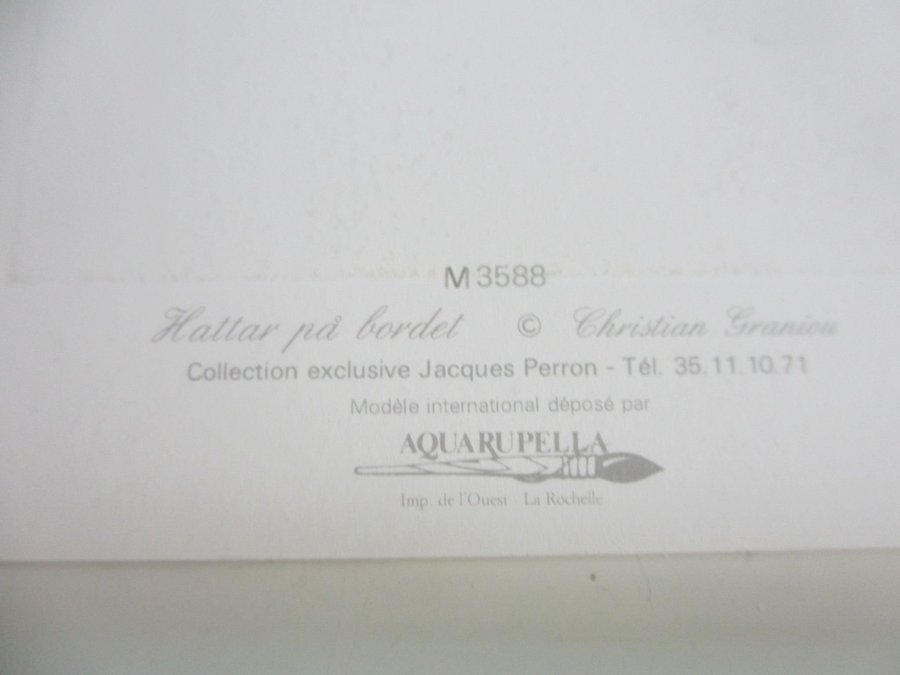 M 3588
Hattar på bordet © Christian Graniou
Collection exclusive Jacques Perron - Tél. 35.11.10.71
Modèle international déposé par
AQUARUPELLA
Imp. de l'Ouest - La Rochelle